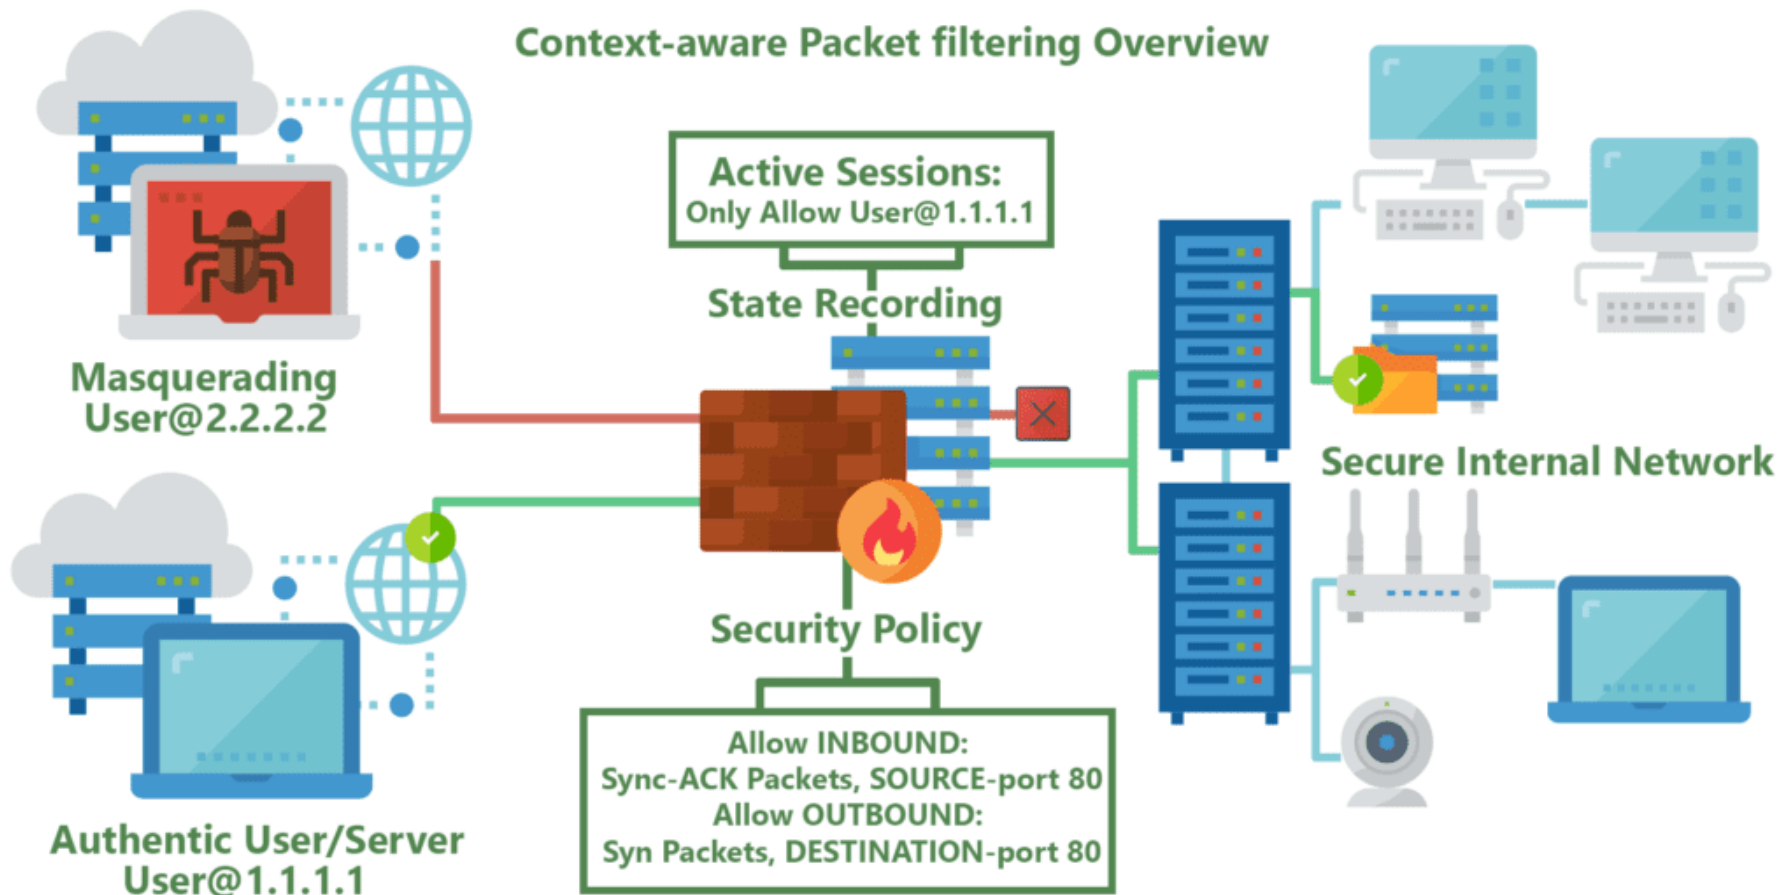 Context-aware Packet filtering Overview
Active Sessions:
Only Allow User@1.1.1.1
State Recording
Masquerading
User@2.2.2.2
Secure Internal Network
Security Policy
Allow INBOUND:
Sync-ACK Packets, SOURCE-port 80
Allow OUTBOUND:
Syn Packets, DESTINATION-port 80
Authentic User/Server
User@1.1.1.1